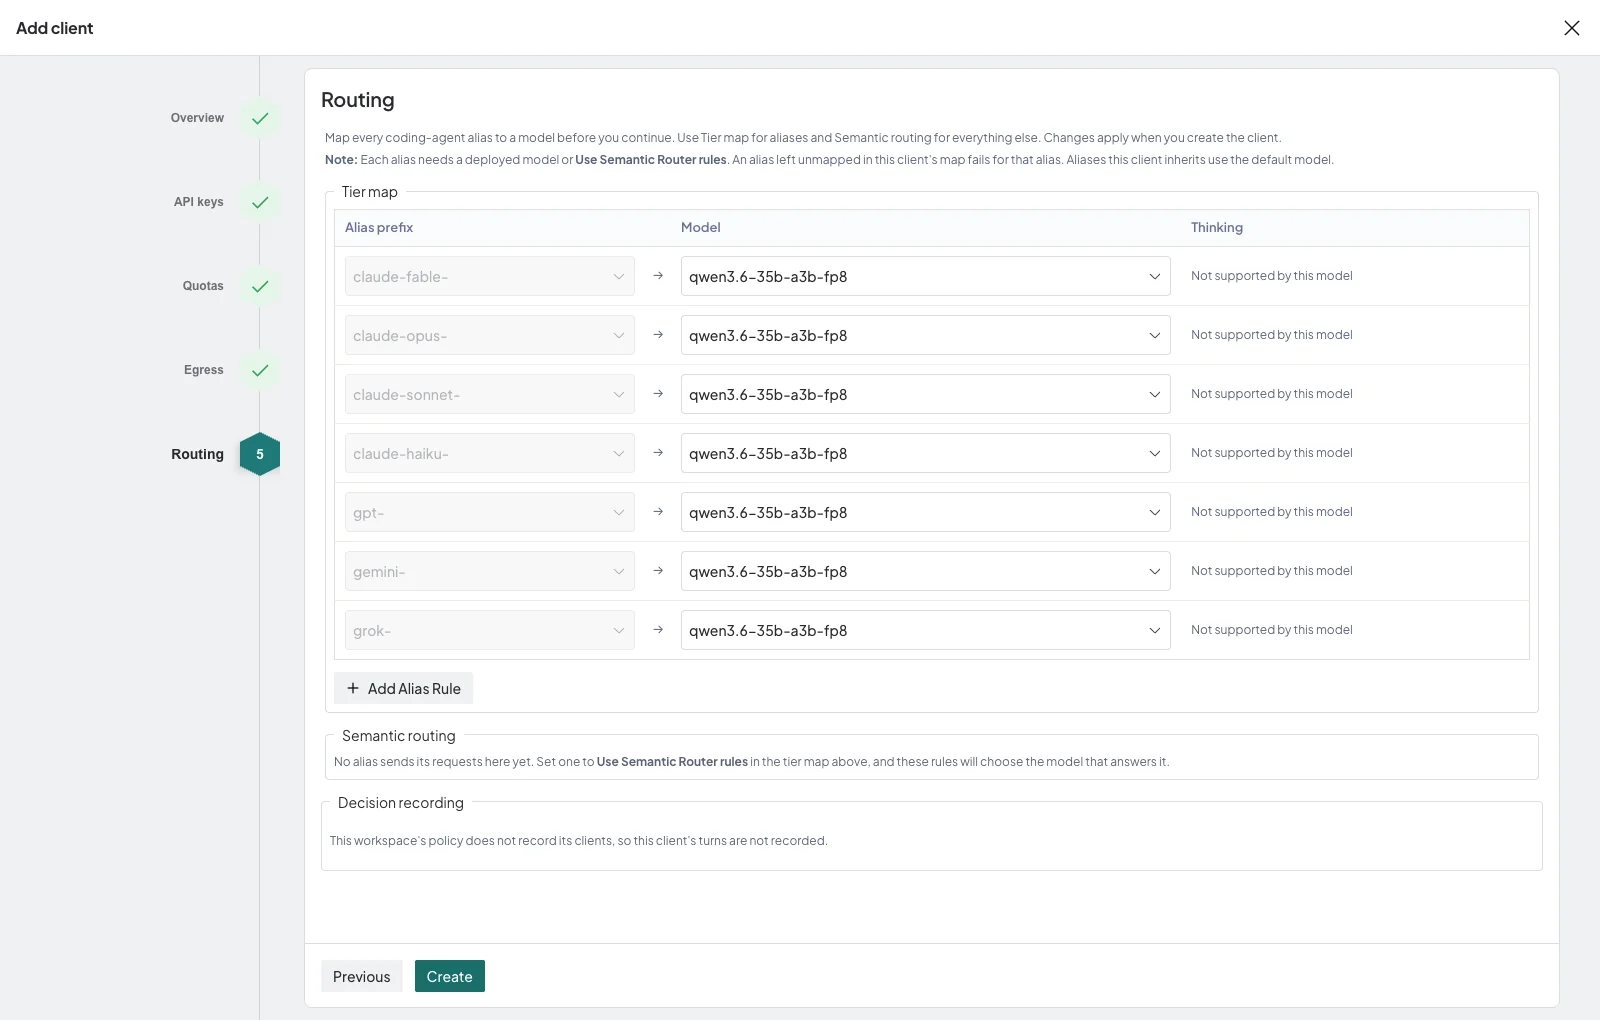 Add client
Overview
API keys
Quotas
Egress
Routing
5
Routing
Map every coding-agent alias to a model before you continue. Use Tier map for aliases and Semantic routing for everything else. Changes apply when you create the client.
Note: Each alias needs a deployed model or Use Semantic Router rules. An alias left unmapped in this client's map fails for that alias. Aliases this client inherits use the default model.
Tier map
Alias prefix Model Thinking
claude-fable- → qwen3.6-35b-a3b-fp8 Not supported by this model
claude-opus- → qwen3.6-35b-a3b-fp8 Not supported by this model
claude-sonnet- → qwen3.6-35b-a3b-fp8 Not supported by this model
claude-haiku- → qwen3.6-35b-a3b-fp8 Not supported by this model
gpt- → qwen3.6-35b-a3b-fp8 Not supported by this model
gemini- → qwen3.6-35b-a3b-fp8 Not supported by this model
grok- → qwen3.6-35b-a3b-fp8 Not supported by this model
+ Add Alias Rule
Semantic routing
No alias sends its requests here yet. Set one to Use Semantic Router rules in the tier map above, and these rules will choose the model that answers it.
Decision recording
This workspace's policy does not record its clients, so this client's turns are not recorded.
Previous Create